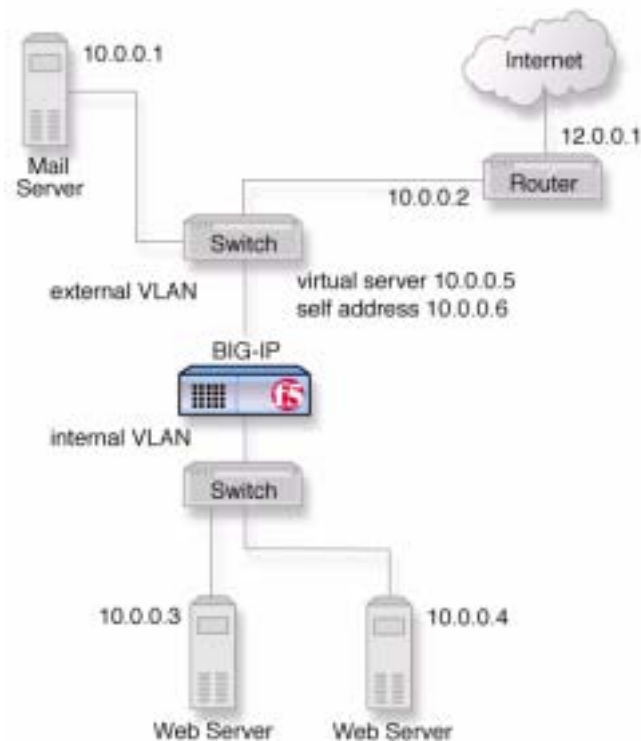 10.0.0.1
Internet
12.0.0.1
Mail
Server
10.0.0.2
Router
Switch
external VLAN
virtual server 10.0.0.5
self address 10.0.0.6
BIG-IP
f5
internal VLAN
Switch
10.0.0.3
10.0.0.4
Web Server
Web Server